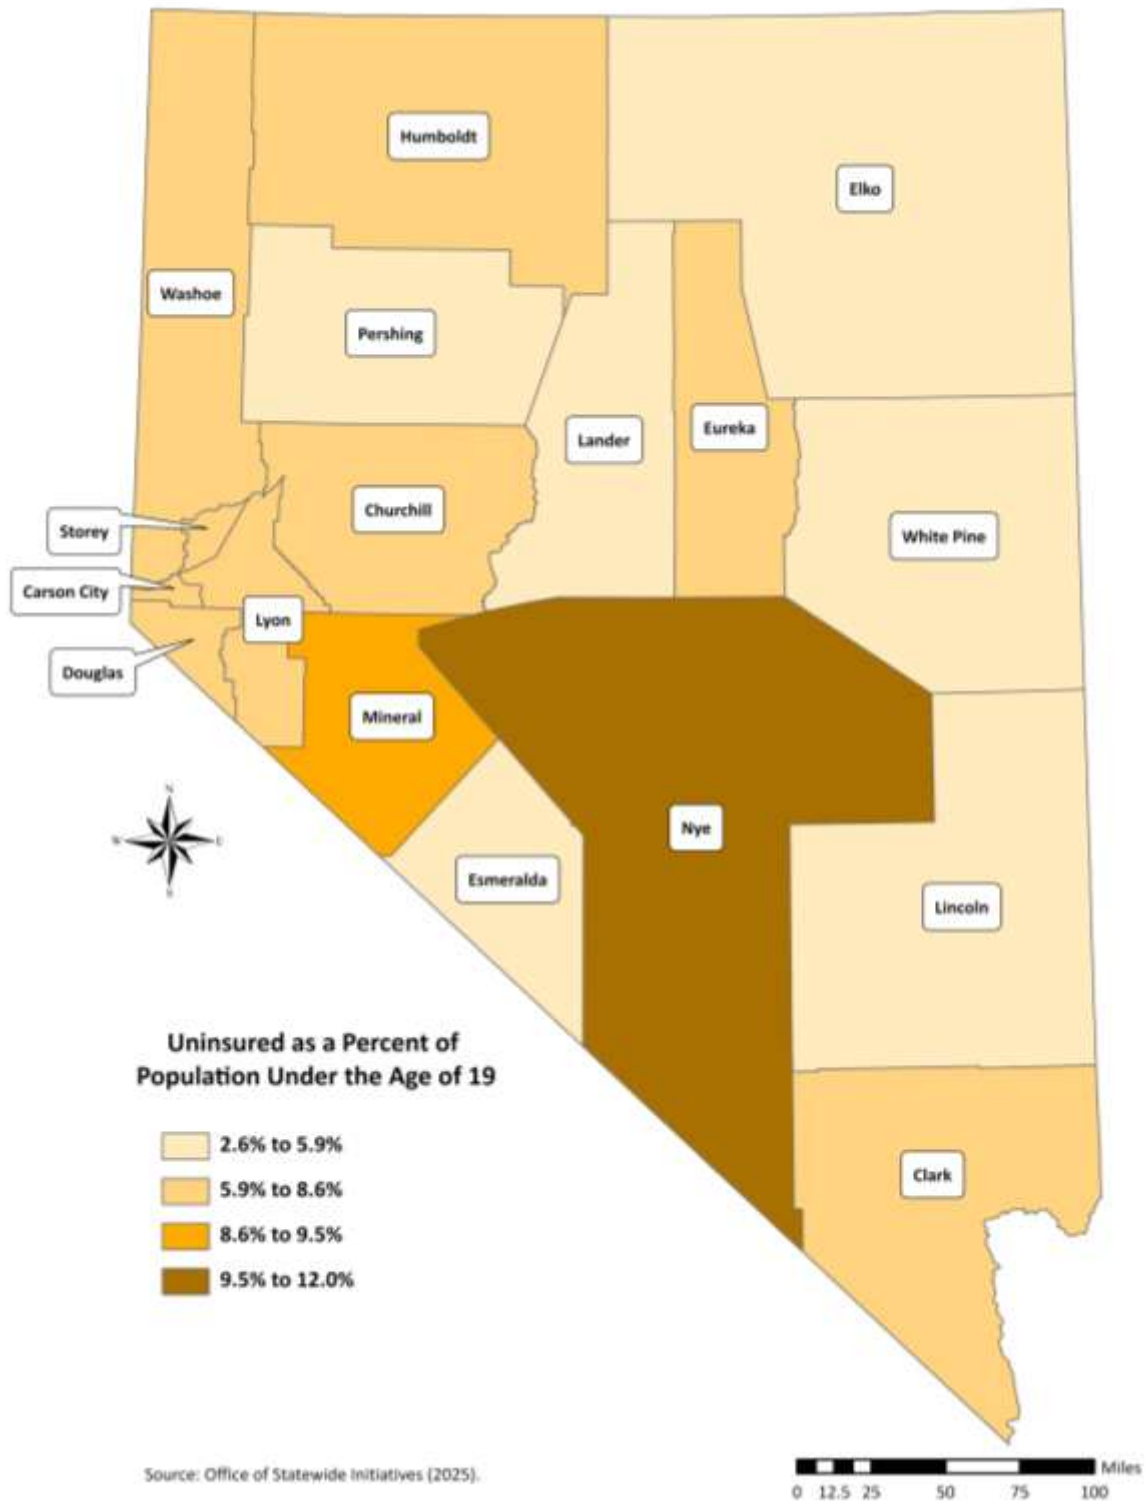 Humboldt
Elko
Washoe
Pershing
Eureka
Lander
Churchill
Storey
White Pine
Carson City
Lyon
Douglas
Mineral
N
W E
S
Nye
Esmeralda
Lincoln
Uninsured as a Percent of
Population Under the Age of 19
2.6% to 5.9%
5.9% to 8.6%
8.6% to 9.5%
9.5% to 12.0%
Clark
Source: Office of Statewide Initiatives (2025).
Miles
0 12.5 25 50 75 100